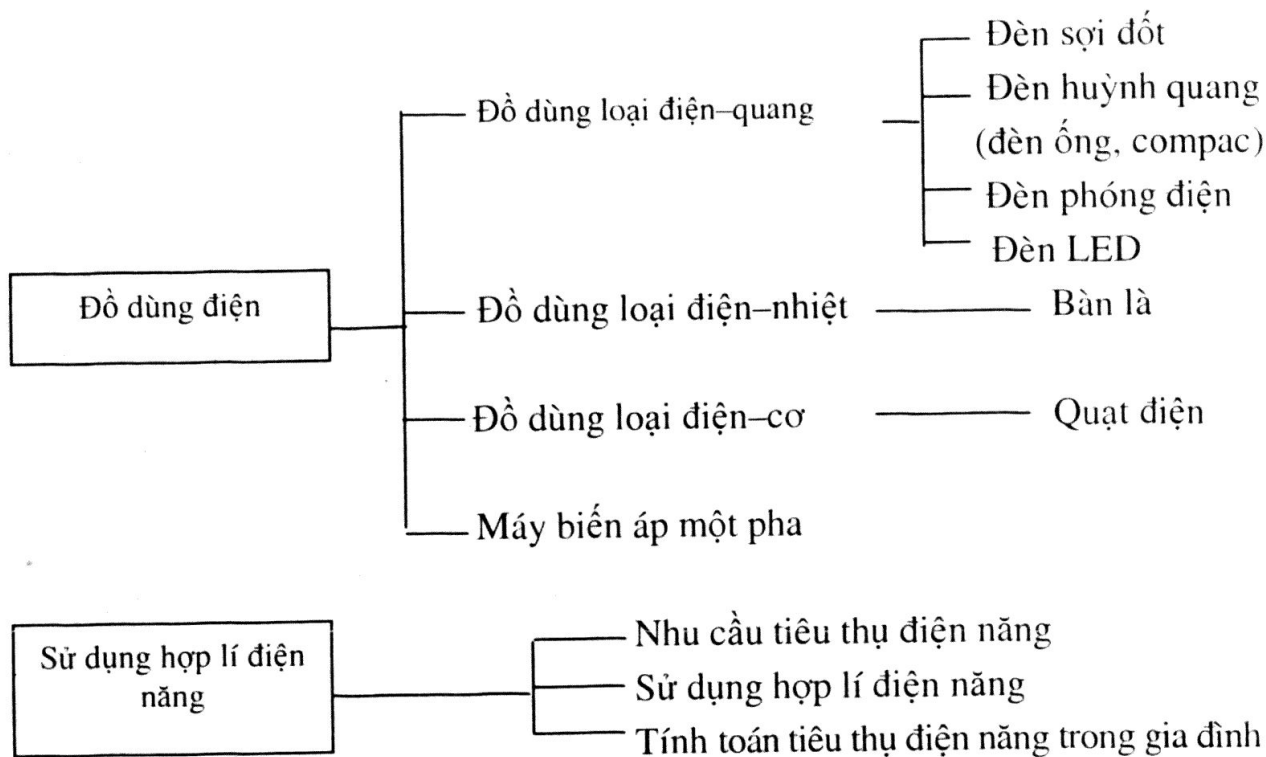 Đèn sợi đốt
Đồ dùng loại điện–quang
Đèn huỳnh quang
(đèn ống, compac)
Đèn phóng điện
Đèn LED
Đồ dùng điện
Đồ dùng loại điện–nhiệt
Bàn là
Đồ dùng loại điện–cơ
Quạt điện
Máy biến áp một pha
Sử dụng hợp lí điện
năng
Nhu cầu tiêu thụ điện năng
Sử dụng hợp lí điện năng
Tính toán tiêu thụ điện năng trong gia đình